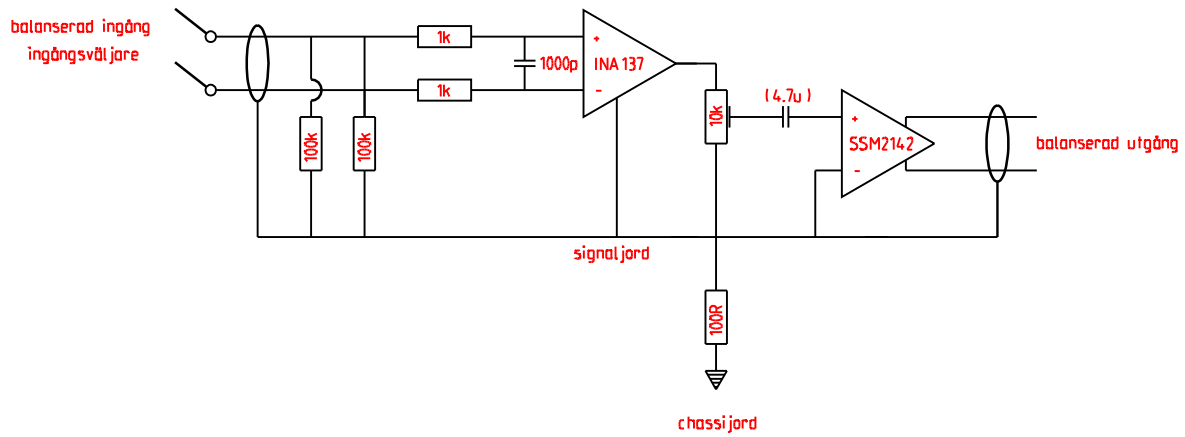 balanserad ingång
ingångsväljare
1k
1k
1000p
100k
100k
+
INA 137
-
10k
(4.7u)
+
SSM2142
-
balanserad utgång
signaljord
100R
chassijord